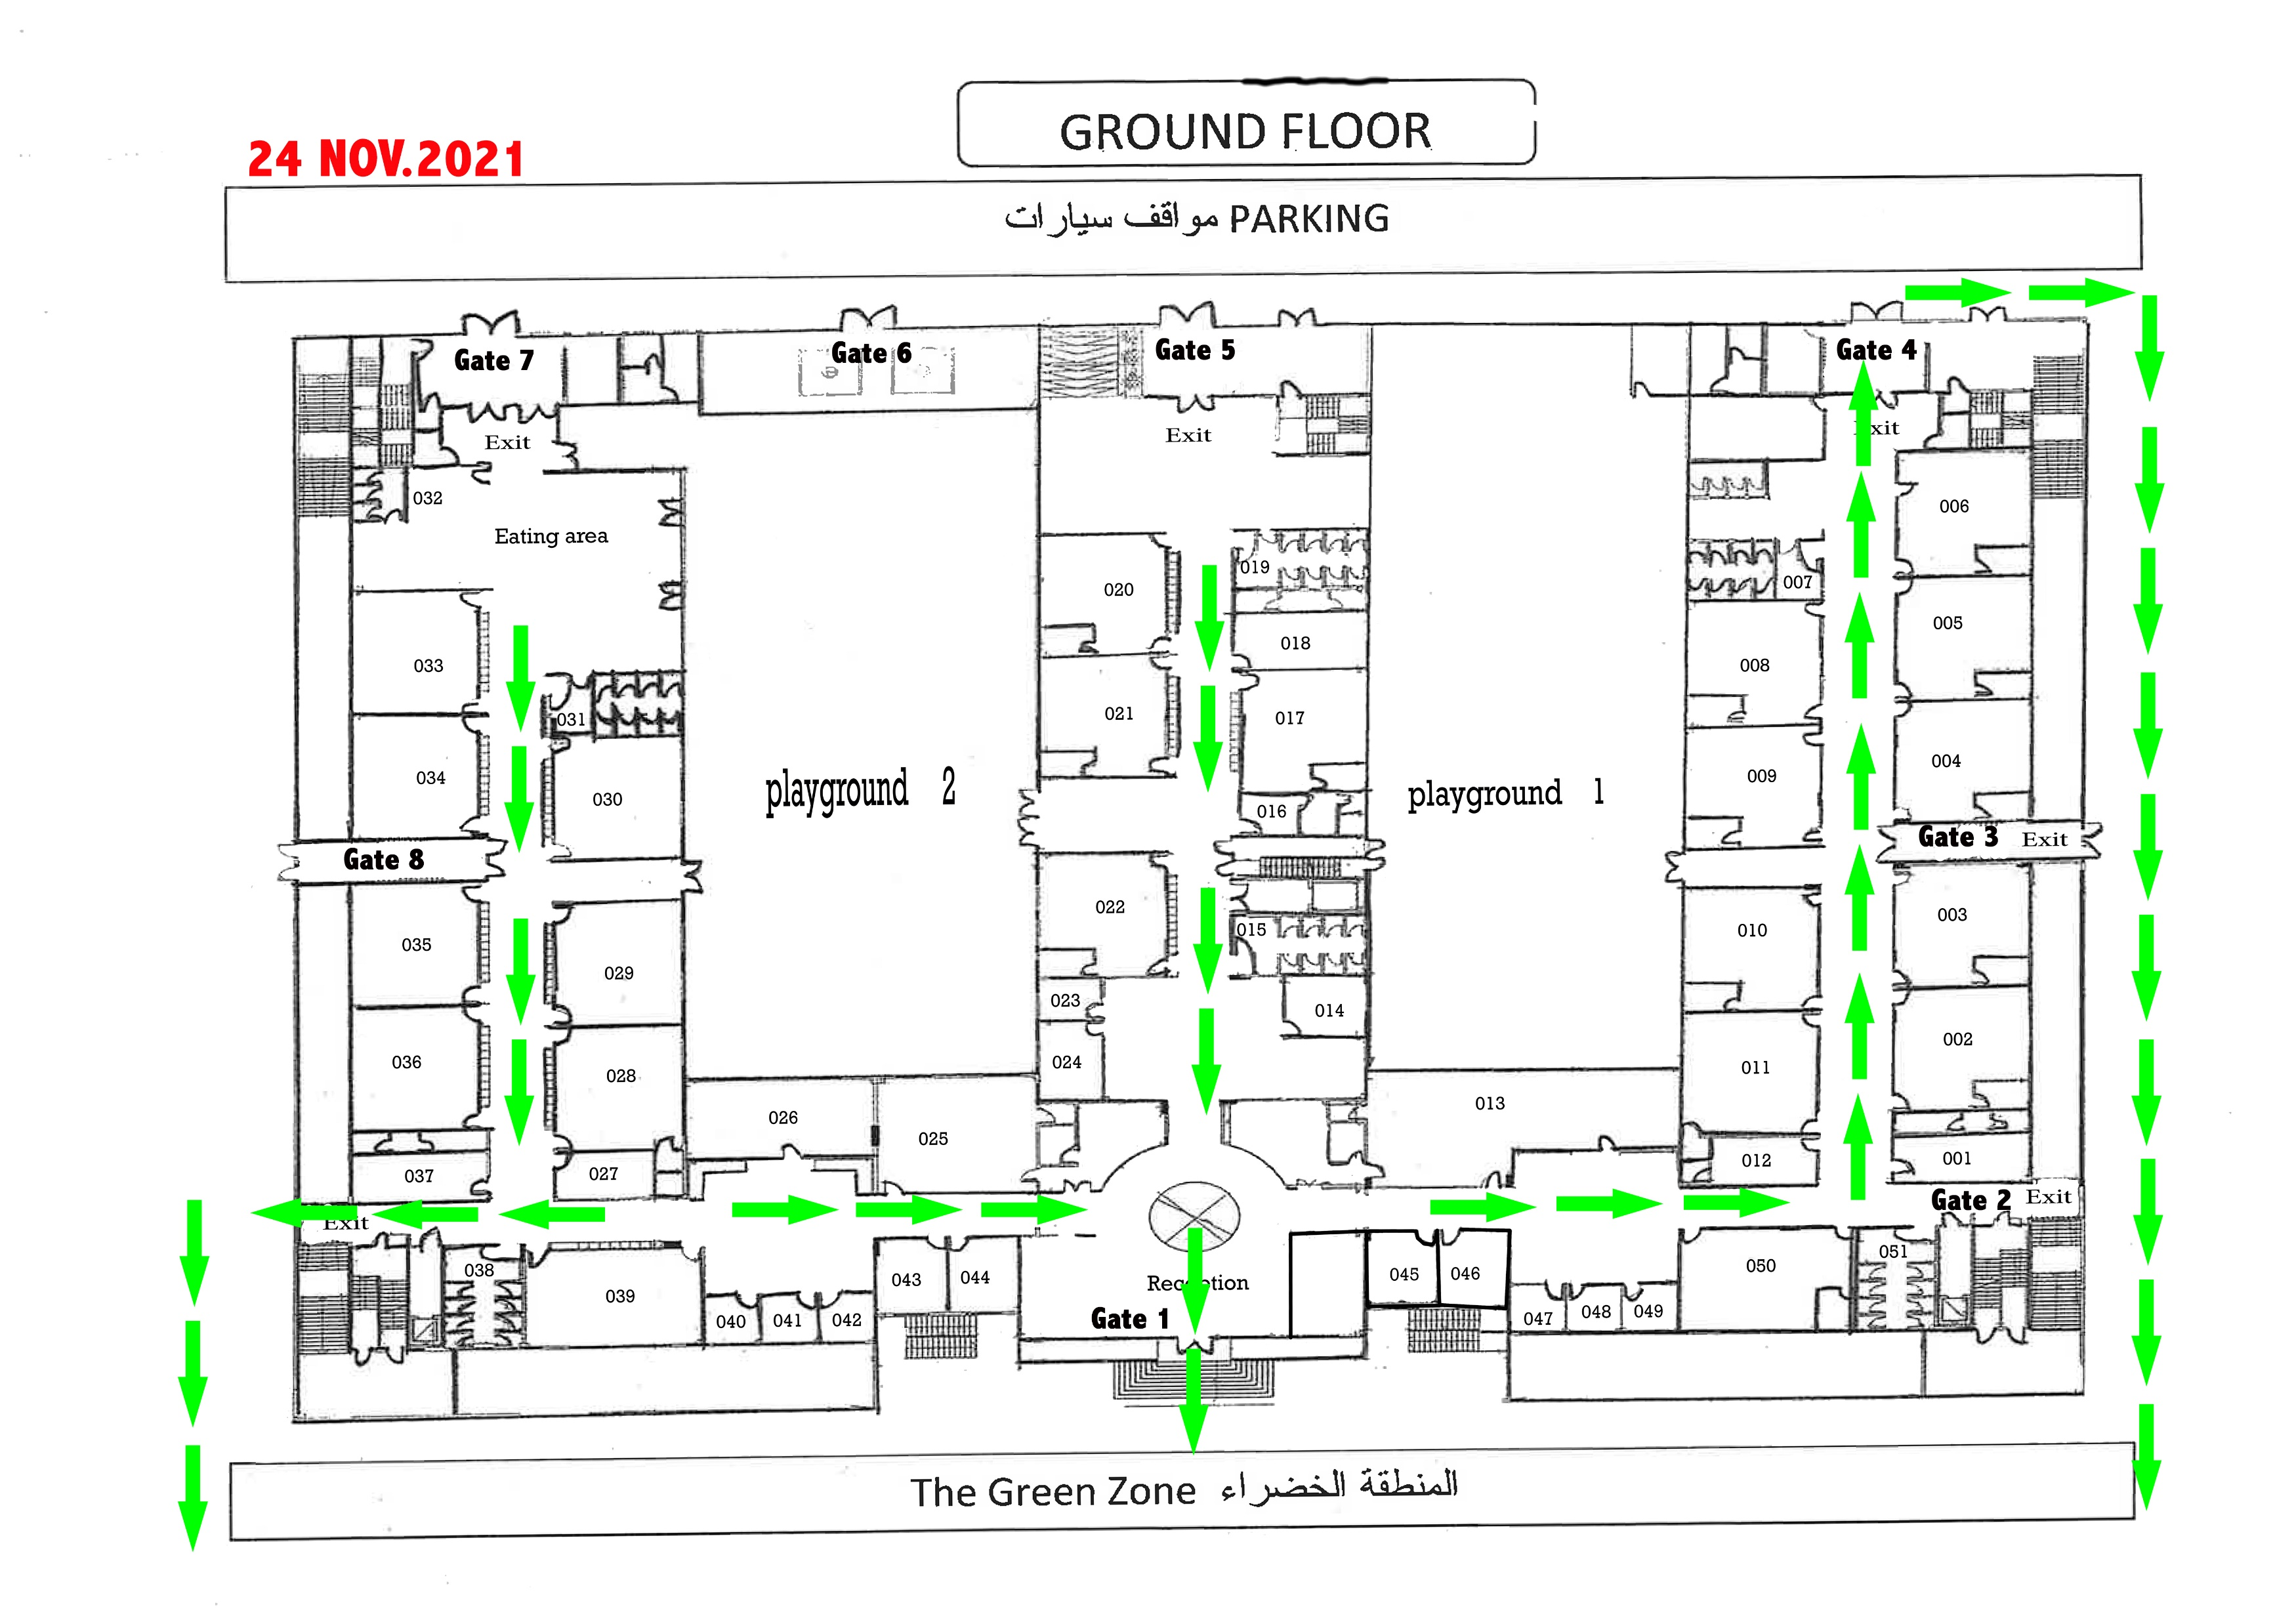 GROUND FLOOR
24 NOV.2021
مواقف سيارات PARKING
Gate 7
Gate 6
Gate 5
Gate 4
Exit
Exit
Exit
032
006
Eating area
019
007
020
005
018
033
008
031
021
017
034
030
playground 2
playground 1
016
009
004
Gate 8
Gate 3 Exit
022
015
010
003
035
029
023
014
024
036
028
011
002
026
025
013
037
027
012
001
Exit
Gate 2 Exit
038
039
043
044
Reception
045
046
050
051
040
041
042
Gate 1
047
048
049
The Green Zone المنطقة الخضراء